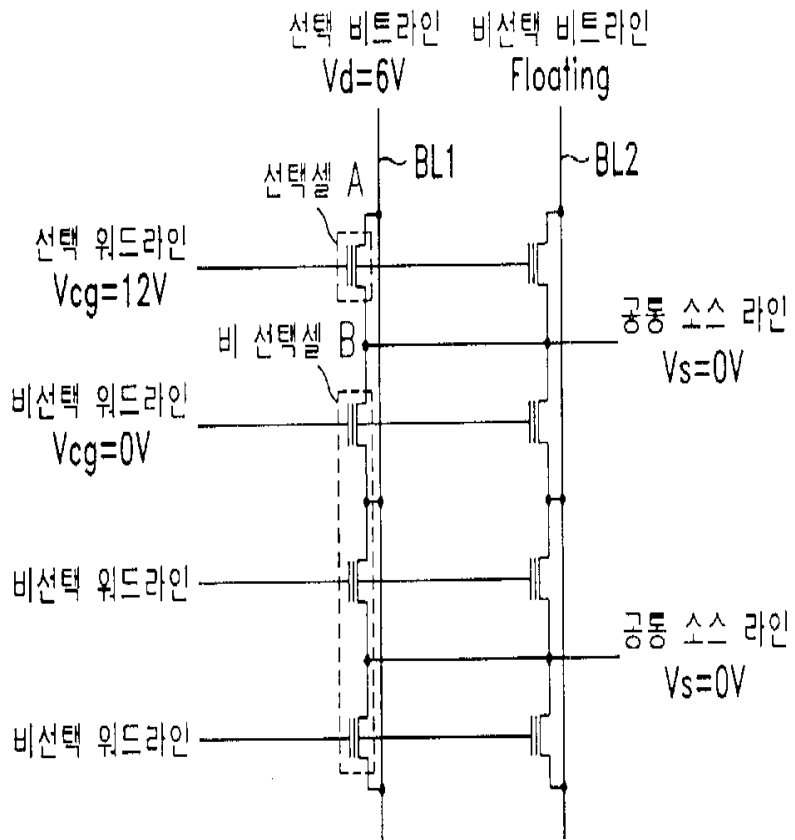 선택 비트라인 비선택 비트라인
Vd=6V Floating
BL1 BL2
선택셀 A
선택 워드라인
Vcg=12V
공통 소스 라인
Vs=0V
비 선택셀 B
비선택 워드라인
Vcg=0V
비선택 워드라인
공통 소스 라인
Vs=0V
비선택 워드라인